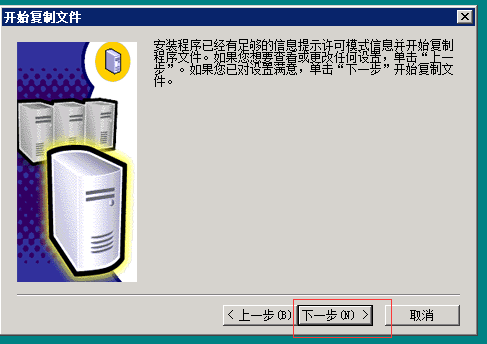 开始复制文件
安装程序已经有足够的信息提示许可模式信息并开始复制
程序文件。如果您想要查看或更改任何设置，单击“上一
步”。如果您已对设置满意，单击“下一步”开始复制文
件。
< 上一步(B) 下一步(N) > 取消